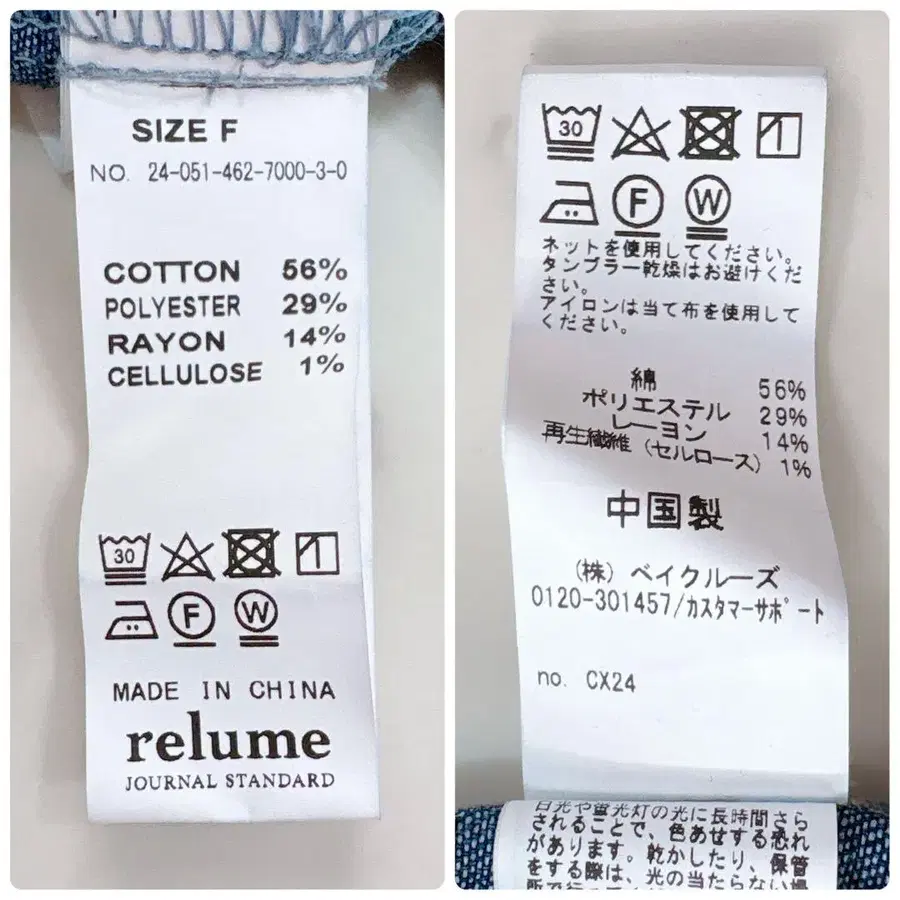 SIZE F
NO. 24-051-462-7000-3-0
COTTON 56%
POLYESTER 29%
RAYON 14%
CELLULOSE 1%
30
F W
MADE IN CHINA
relume
JOURNAL STANDARD
30
F W
ネットを使用してください。
タンブラー乾燥はお避けくだ
さい。
アイロンは当て布を使用して
ください。
綿 56%
ポリエステル 29%
レーヨン 14%
再生繊維(セルロース) 1%
中国製
(株)ベイクルーズ
0120-301457/カスタマーサポート
no. CX24
日光や蛍光灯の光に長時間さら
されることで、色あせする恐れ
があります。乾かしたり、保管
をする際は、光の当たらない場
所で行って